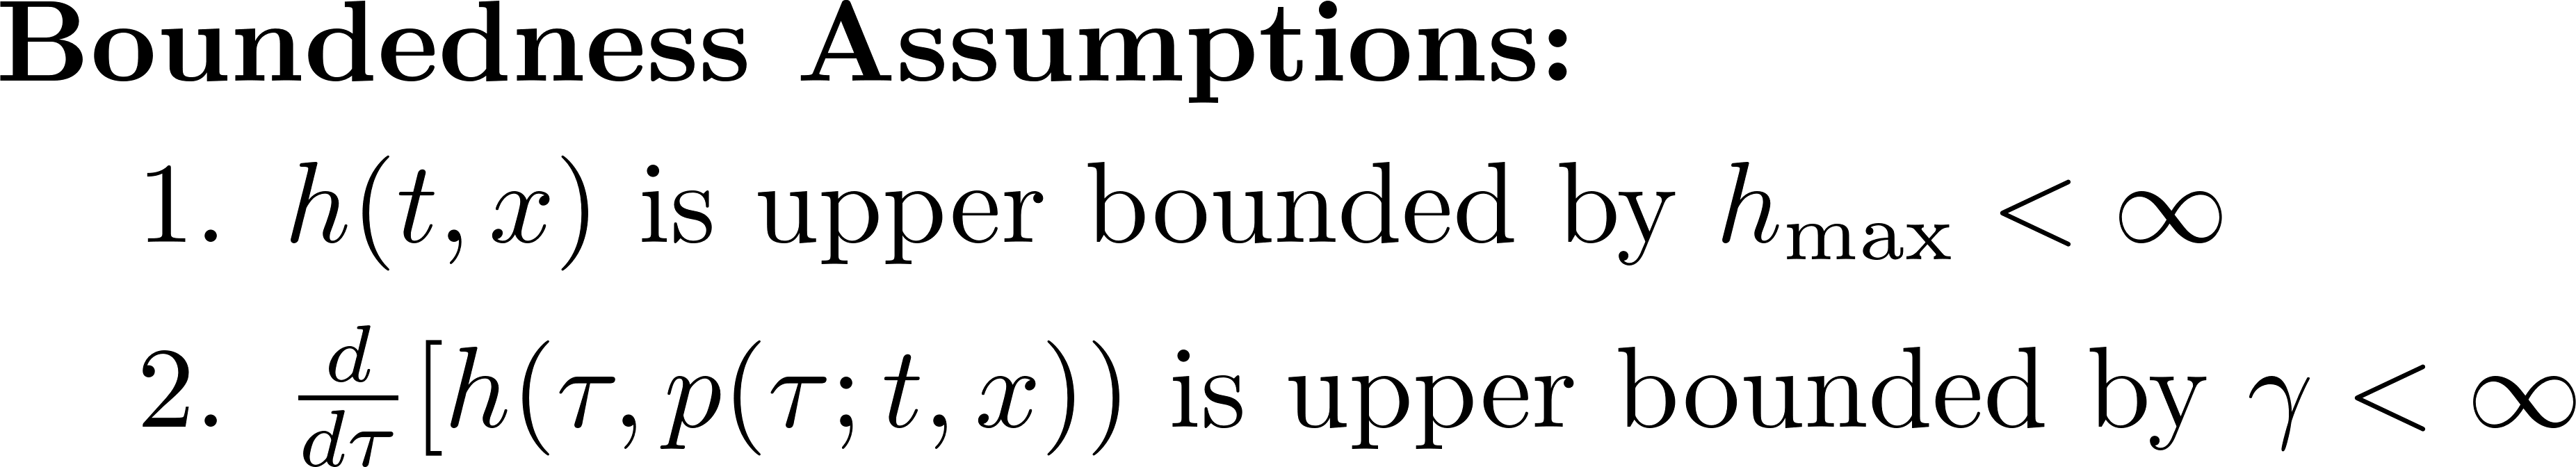 Boundedness Assumptions:
1. h(t, x) is upper bounded by h_max < ∞
2. d/dτ [h(τ, p(τ; t, x)) is upper bounded by γ < ∞